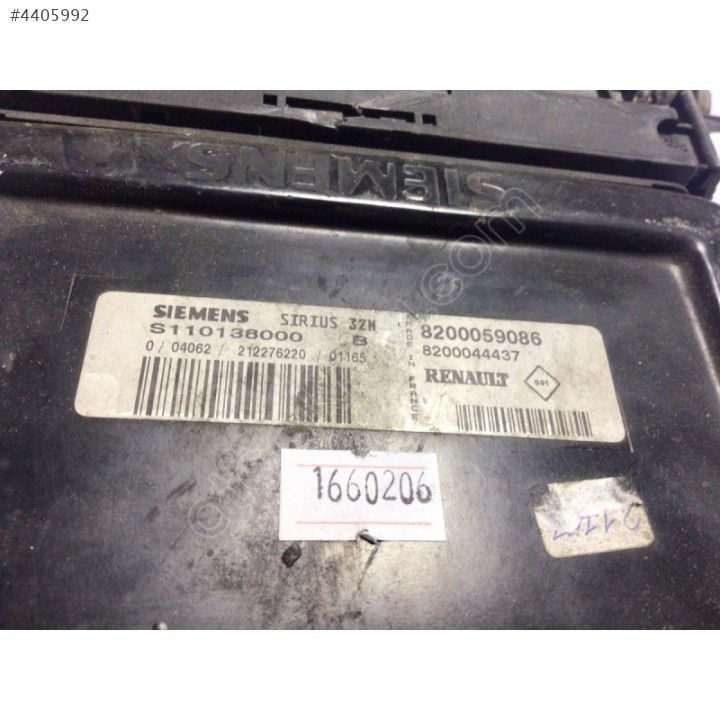 #4405992
SIEMENS
SIEMENS SIRIUS 32N
S110138000 B
0 / 04062 / 212276220 / 01165
MADE IN FRANCE
8200059086
8200044437
RENAULT
1660206